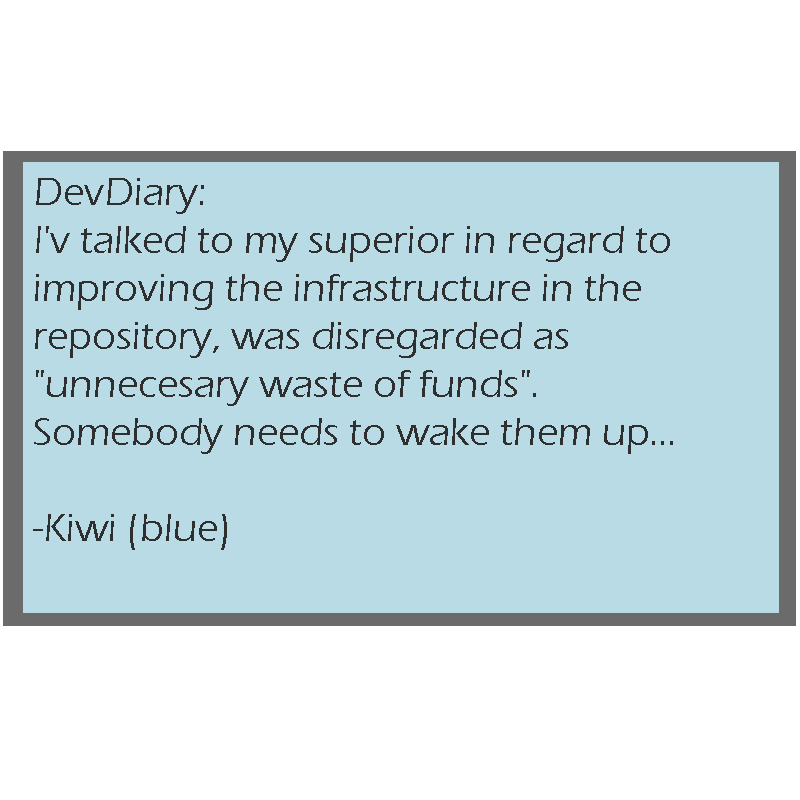 DevDiary:
I'v talked to my superior in regard to
improving the infrastructure in the
repository, was disregarded as
"unnecesary waste of funds".
Somebody needs to wake them up...
-Kiwi (blue)